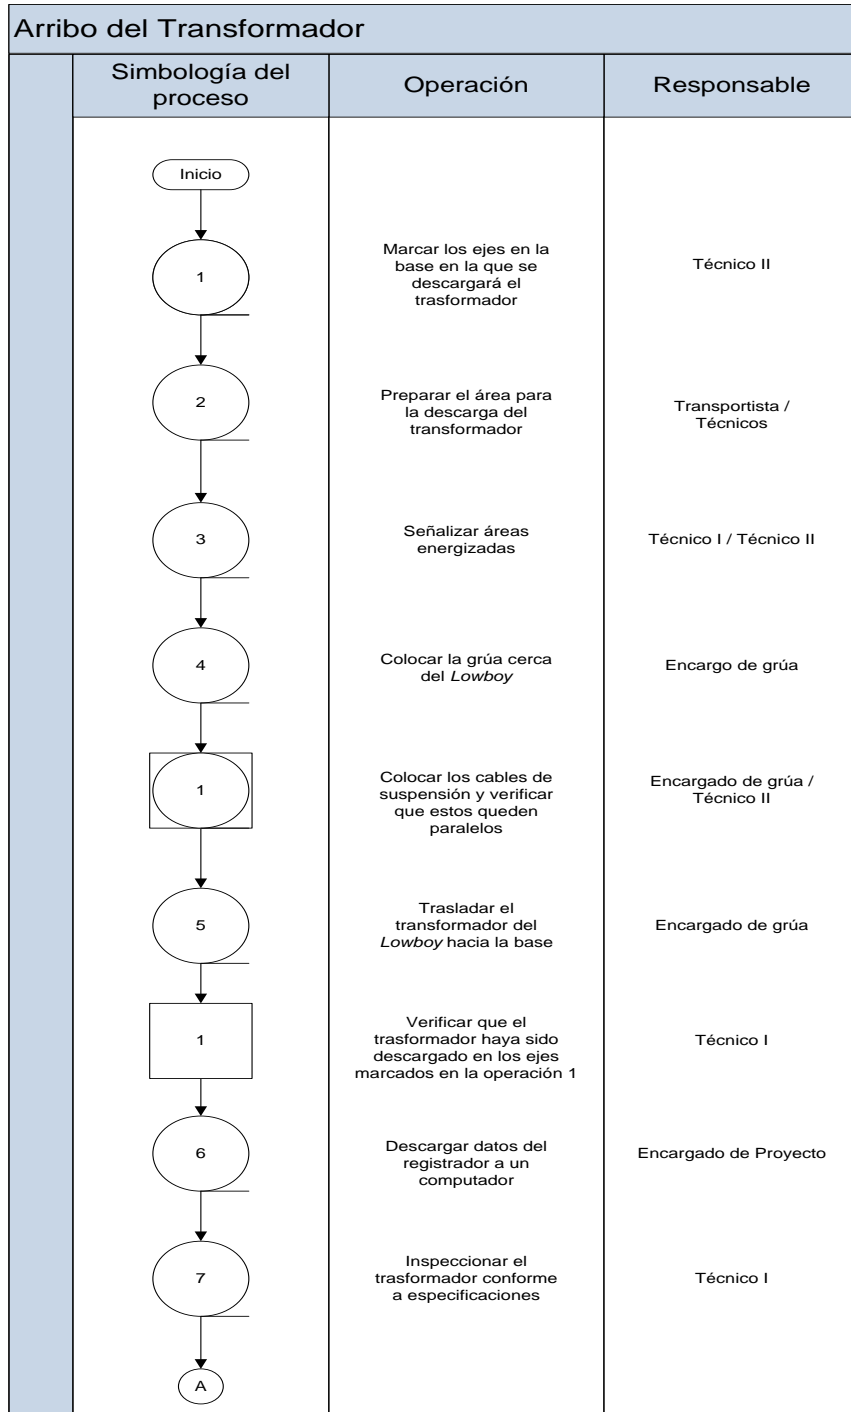 Arribo del Transformador
Simbología del
proceso
Operación
Responsable
Inicio
1
Marcar los ejes en la
base en la que se
descargará el
trasformador
Técnico II
2
Preparar el área para
la descarga del
transformador
Transportista /
Técnicos
3
Señalizar áreas
energizadas
Técnico I / Técnico II
4
Colocar la grúa cerca
del Lowboy
Encargo de grúa
1
Colocar los cables de
suspensión y verificar
que estos queden
paralelos
Encargado de grúa /
Técnico II
5
Trasladar el
transformador del
Lowboy hacia la base
Encargado de grúa
1
Verificar que el
trasformador haya sido
descargado en los ejes
marcados en la operación 1
Técnico I
6
Descargar datos del
registrador a un
computador
Encargado de Proyecto
7
Inspeccionar el
trasformador conforme
a especificaciones
Técnico I
A